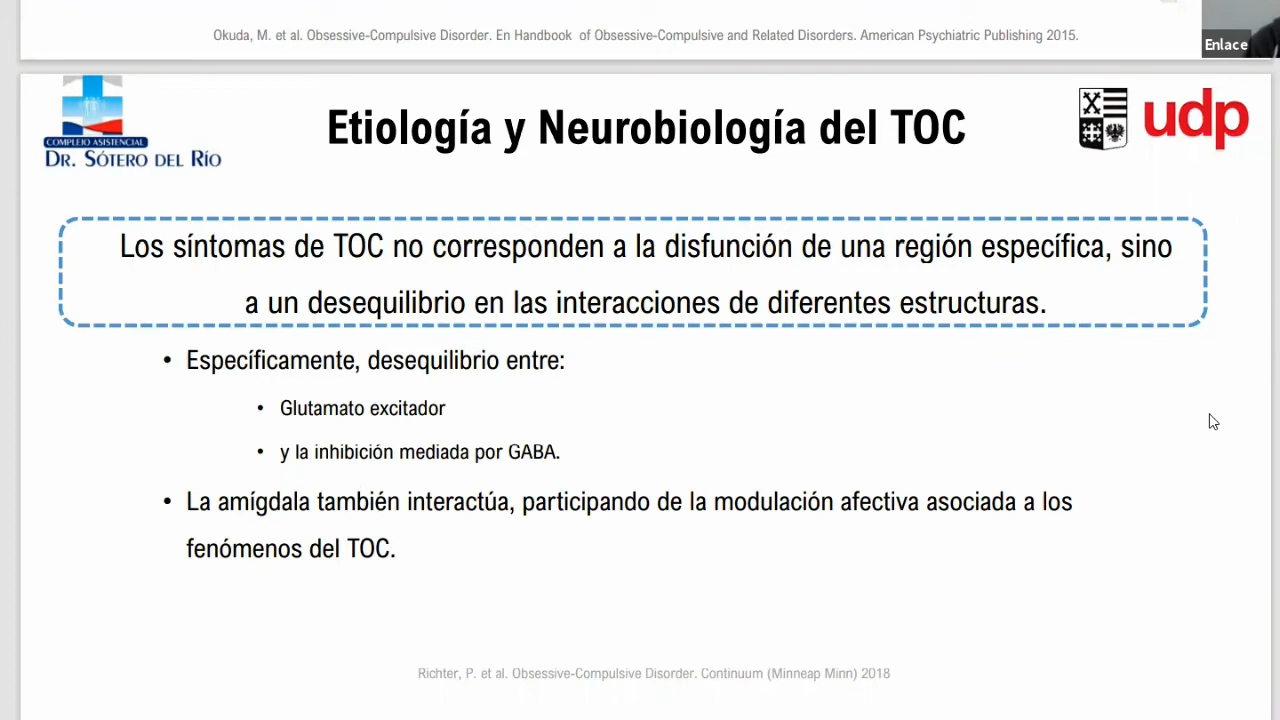 Okuda, M. et al. Obsessive-Compulsive Disorder. En Handbook of Obsessive-Compulsive and Related Disorders. American Psychiatric Publishing 2015.
Enlace
COMPLEJO ASISTENCIAL
DR. SÓTERO DEL RÍO
Etiología y Neurobiología del TOC
udp
Los síntomas de TOC no corresponden a la disfunción de una región específica, sino
a un desequilibrio en las interacciones de diferentes estructuras.
• Específicamente, desequilibrio entre:
• Glutamato excitador
• y la inhibición mediada por GABA.
• La amígdala también interactúa, participando de la modulación afectiva asociada a los
fenómenos del TOC.
Richter, P. et al. Obsessive-Compulsive Disorder. Continuum (Minneap Minn) 2018